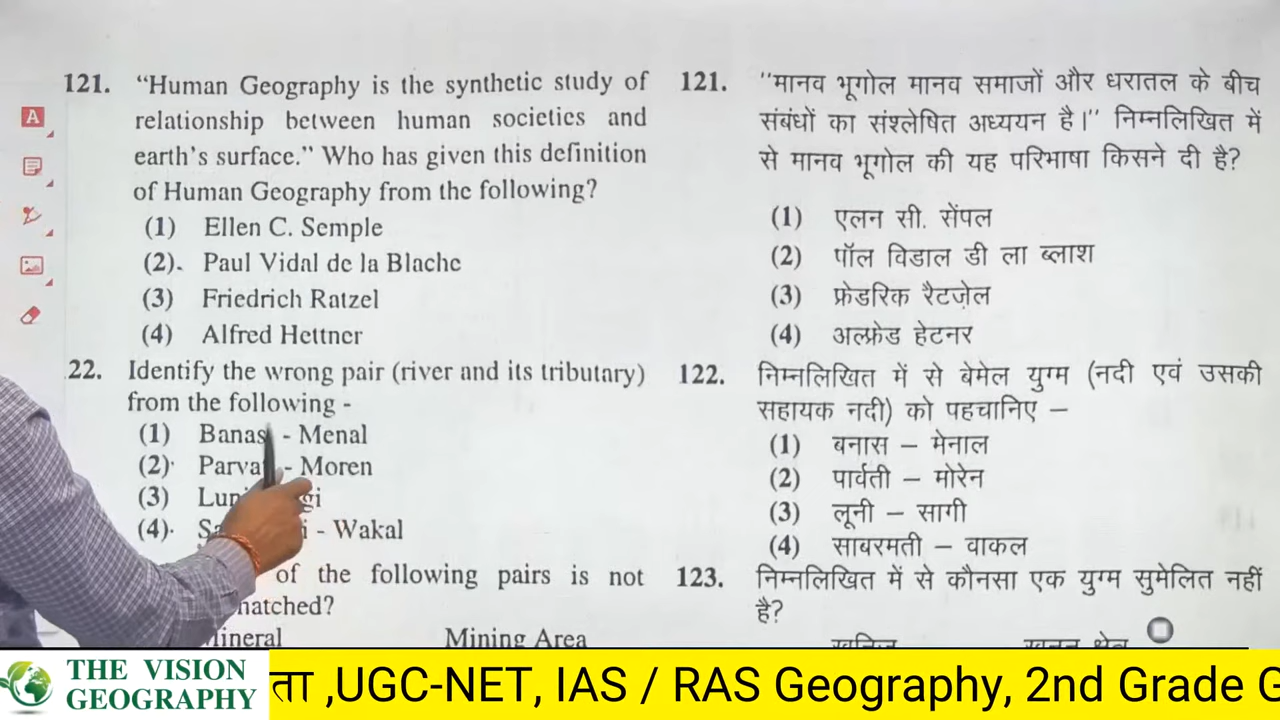 121. “Human Geography is the synthetic study of
relationship between human societies and
earth's surface.” Who has given this definition
of Human Geography from the following?
(1) Ellen C. Semple
(2) Paul Vidal de la Blache
(3) Friedrich Ratzel
(4) Alfred Hettner
22. Identify the wrong pair (river and its tributary)
from the following -
(1) Banas - Menal
(2) - Moren
(3)
(4) - Wakal
of the following pairs is not
Mining Area
121. ''मानव भूगोल मानव समाजों और धरातल के बीच
संबंधों का संश्लेषित अध्ययन है।'' निम्नलिखित में
से मानव भूगोल की यह परिभाषा किसने दी है?
(1) एलन सी. सेंपल
(2) पॉल विडाल डी ला ब्लाश
(3) फ्रेडरिक रैटज़ेल
(4) अल्फ्रेड हेटनर
122. निम्नलिखित में से बेमेल युग्म (नदी एवं उसकी
सहायक नदी) को पहचानिए –
(1) बनास – मेनाल
(2) पार्वती – मोरेन
(3) लूनी – सागी
(4) साबरमती – वाकल
123. निम्नलिखित में से कौनसा एक युग्म सुमेलित नहीं
है?
A
THE VISION
GEOGRAPHY
,UGC-NET, IAS / RAS Geography, 2nd Grade G